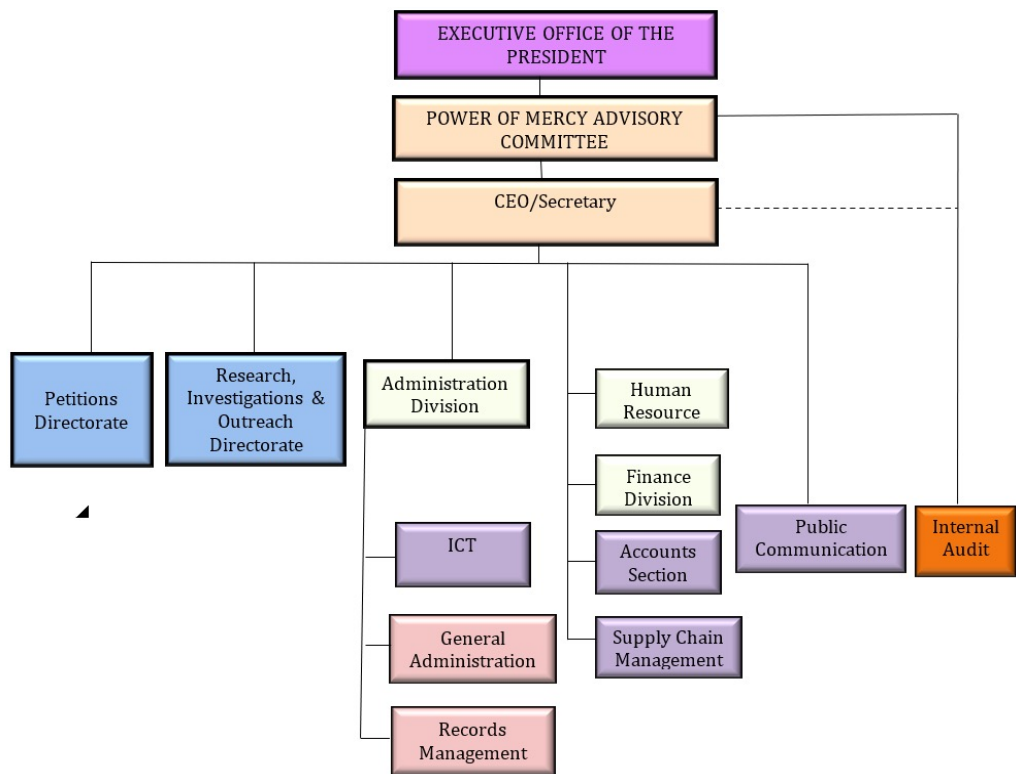 EXECUTIVE OFFICE OF THE
PRESIDENT
POWER OF MERCY ADVISORY
COMMITTEE
CEO/Secretary
Petitions
Directorate
Research,
Investigations &
Outreach
Directorate
Administration
Division
Human
Resource
Finance
Division
ICT
Accounts
Section
Public
Communication
Internal
Audit
General
Administration
Supply Chain
Management
Records
Management